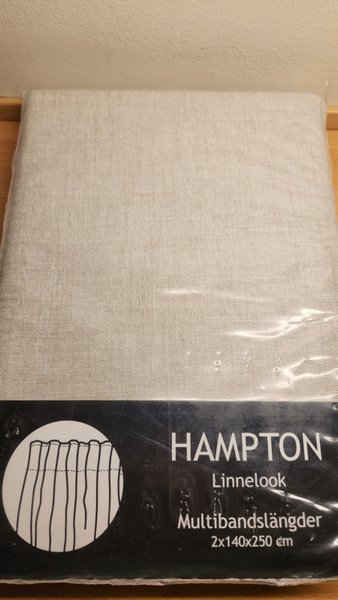 HAMPTON
Linnelook
Multibandslängder
2x140x250 cm